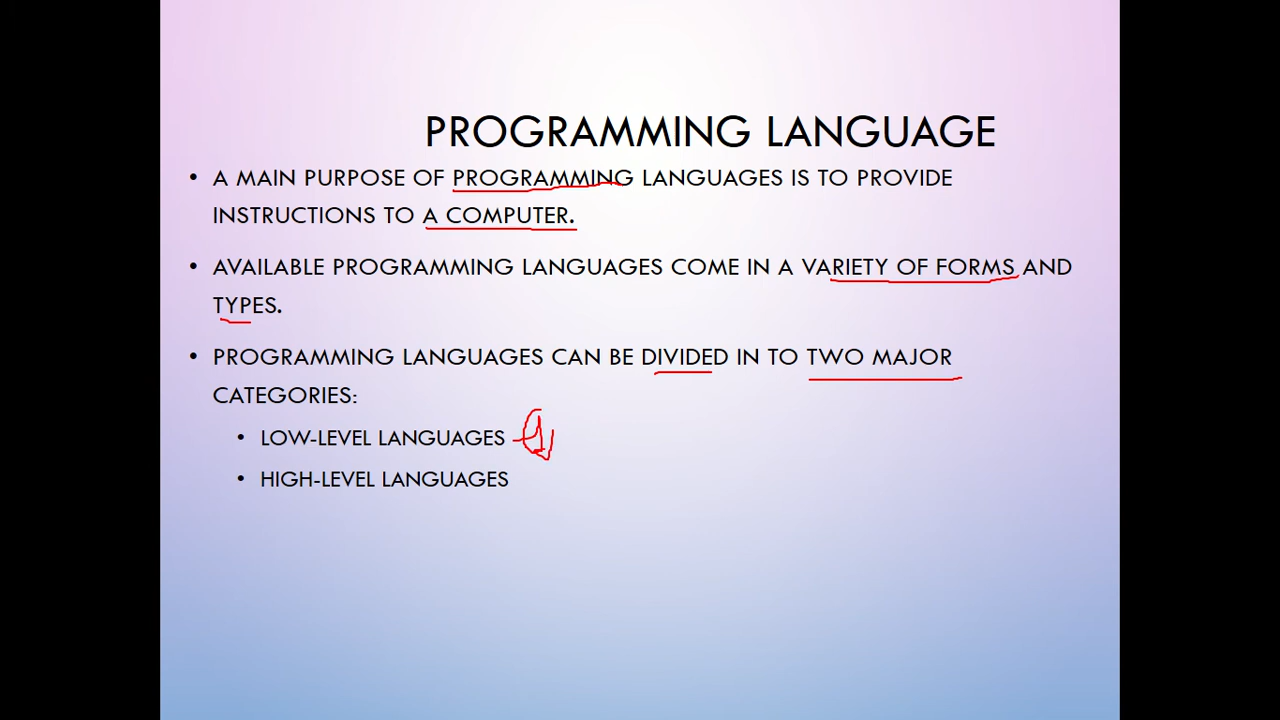 PROGRAMMING LANGUAGE
• A MAIN PURPOSE OF PROGRAMMING LANGUAGES IS TO PROVIDE
INSTRUCTIONS TO A COMPUTER.
• AVAILABLE PROGRAMMING LANGUAGES COME IN A VARIETY OF FORMS AND
TYPES.
• PROGRAMMING LANGUAGES CAN BE DIVIDED IN TO TWO MAJOR
CATEGORIES:
• LOW-LEVEL LANGUAGES
• HIGH-LEVEL LANGUAGES